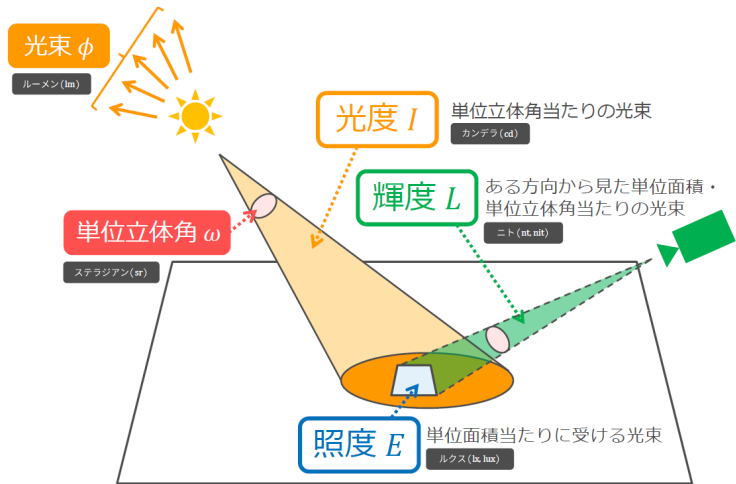 光束 ϕ
ルーメン(lm)
光度 I
単位立体角当たりの光束
カンデラ(cd)
輝度 L
ある方向から見た単位面積・
単位立体角当たりの光束
ニト(nt, nit)
単位立体角 ω
ステラジアン(sr)
照度 E
単位面積当たりに受ける光束
ルクス(lx, lux)